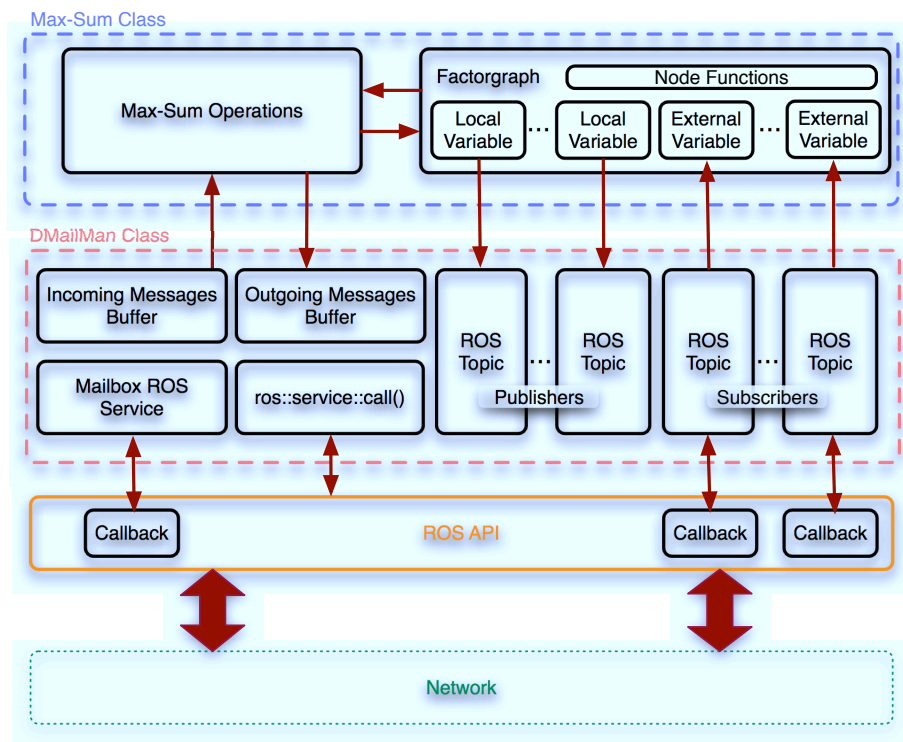 Max-Sum Class
Max-Sum Operations
Factorgraph
Node Functions
Local
Variable
...
Local
Variable
External
Variable
...
External
Variable
DMailMan Class
Incoming Messages
Buffer
Outgoing Messages
Buffer
Mailbox ROS
Service
ros::service::call()
ROS
Topic
...
ROS
Topic
Publishers
ROS
Topic
...
ROS
Topic
Subscribers
Callback
ROS API
Callback
Callback
Network